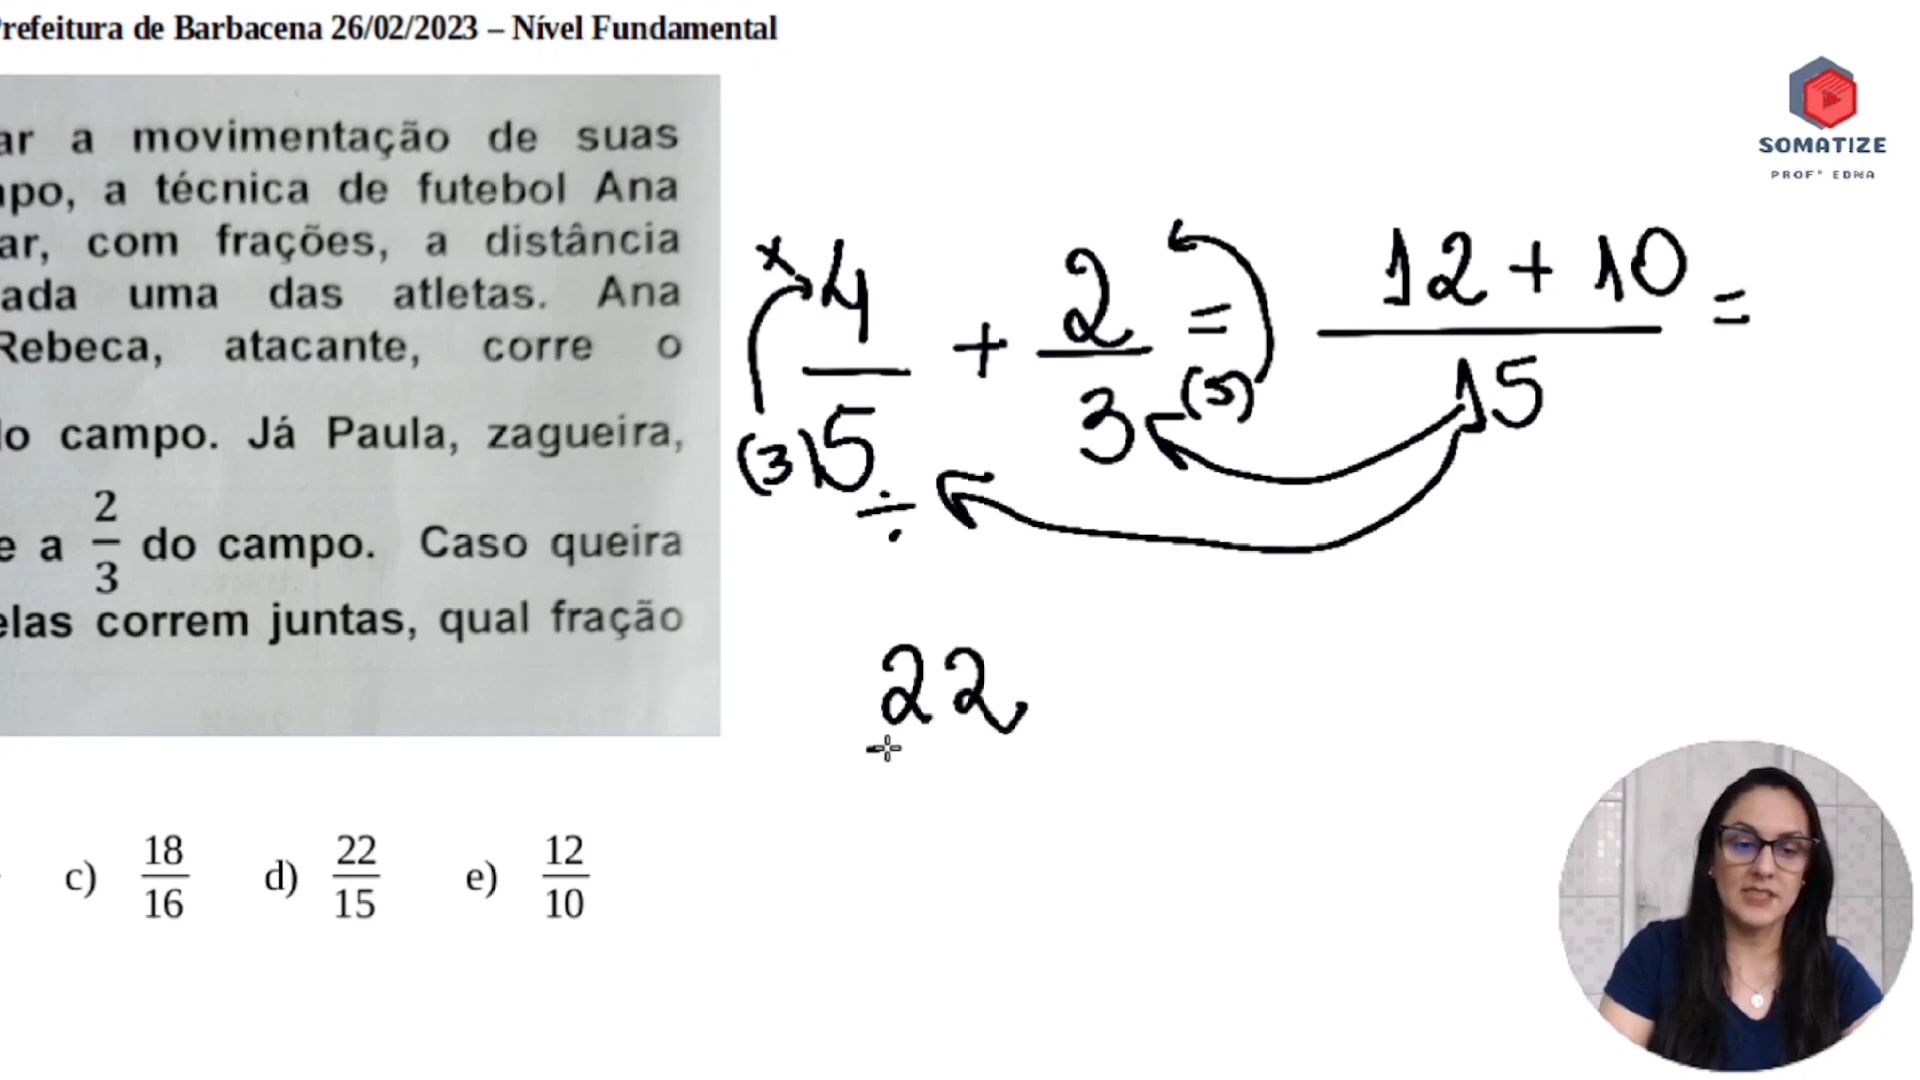 refeitura de Barbacena 26/02/2023 – Nível Fundamental
SOMATIZE
PROFª EDNA
ar a movimentação de suas
po, a técnica de futebol Ana
ar, com frações, a distância
ada uma das atletas. Ana
Rebeca, atacante, corre o
o campo. Já Paula, zagueira,
e a 2/3 do campo. Caso queira
elas correm juntas, qual fração
x 4/5 + 2/3 = 12 + 10/15 =
(3) (5)
÷
22
c) 18/16 d) 22/15 e) 12/10